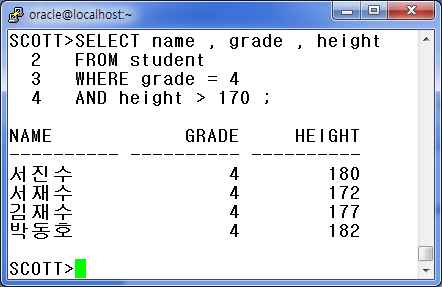 oracle@localhost:~
SCOTT>SELECT name , grade , height
2 FROM student
3 WHERE grade = 4
4 AND height > 170 ;
NAME GRADE HEIGHT
---------- ---------- ----------
서진수 4 180
서재수 4 172
김재수 4 177
박동호 4 182
SCOTT>